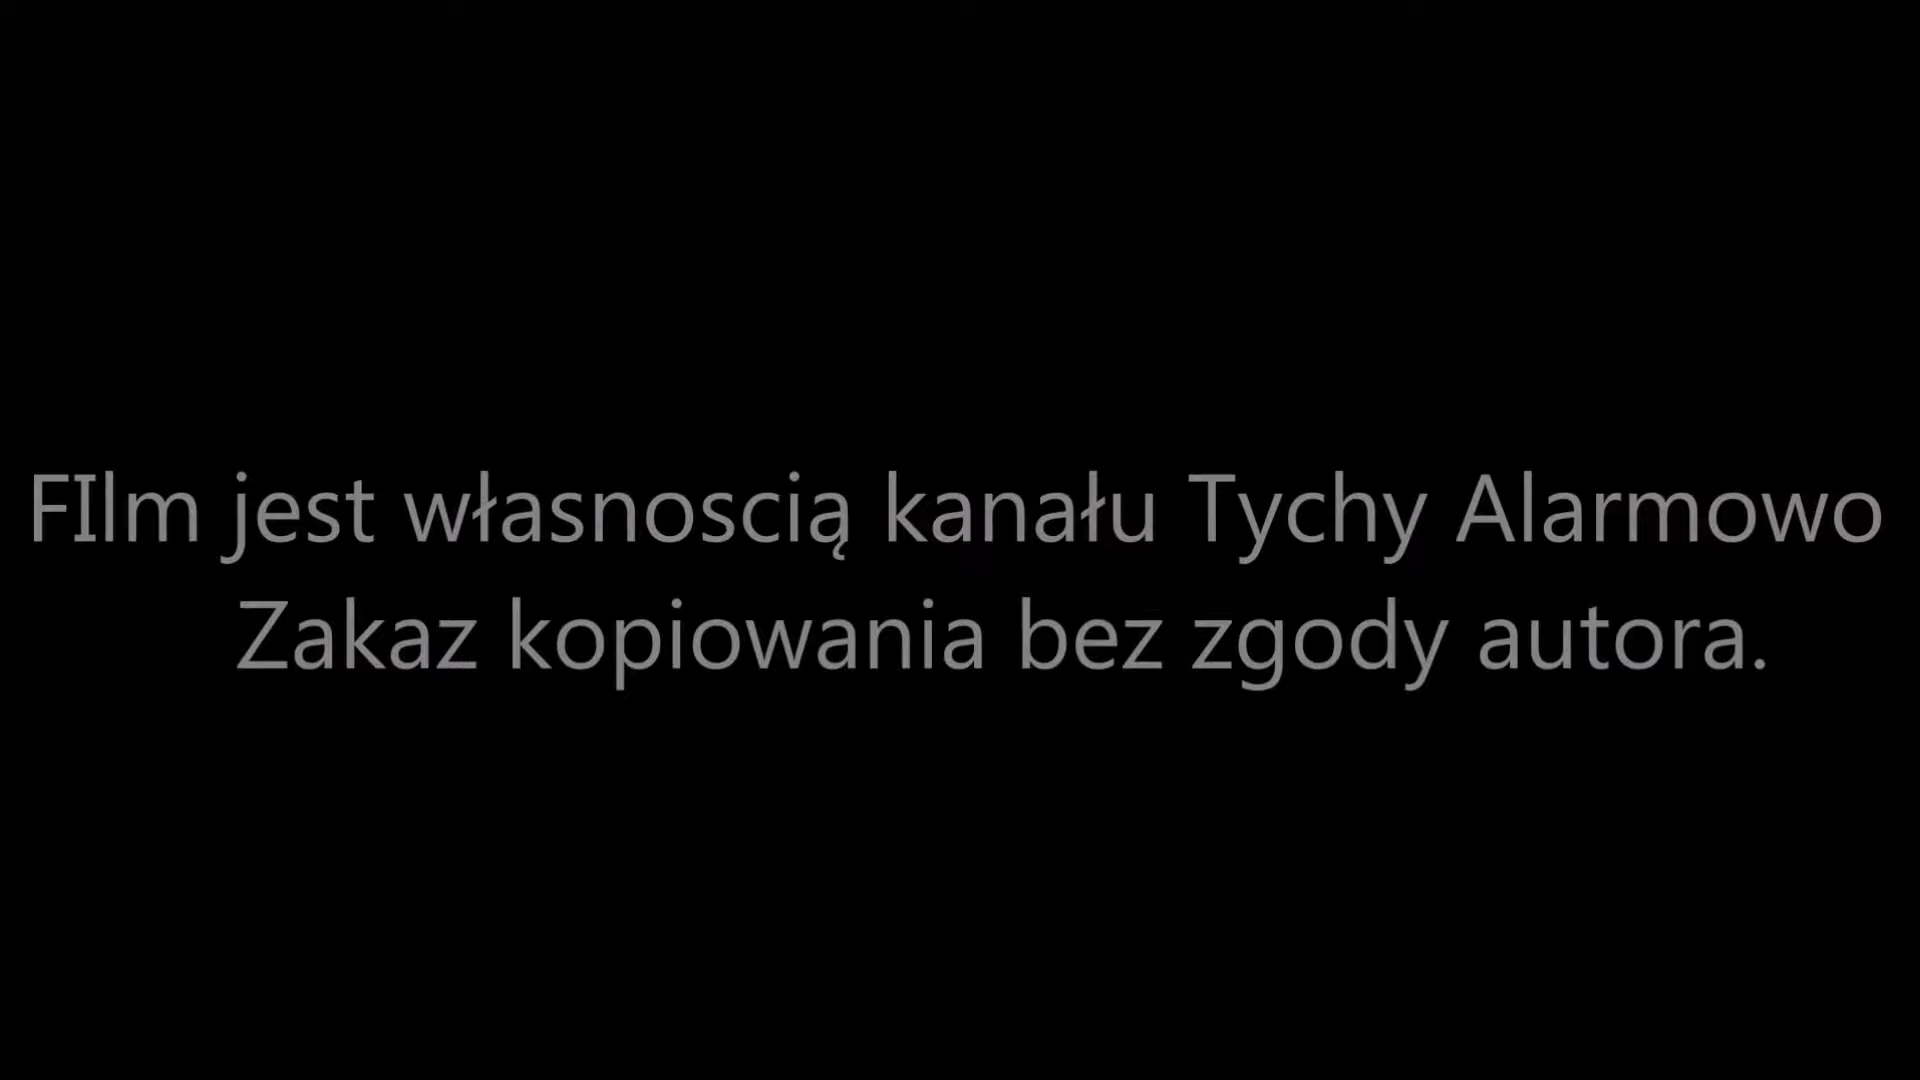 FIlm jest własnoscią kanału Tychy Alarmowo
Zakaz kopiowania bez zgody autora.